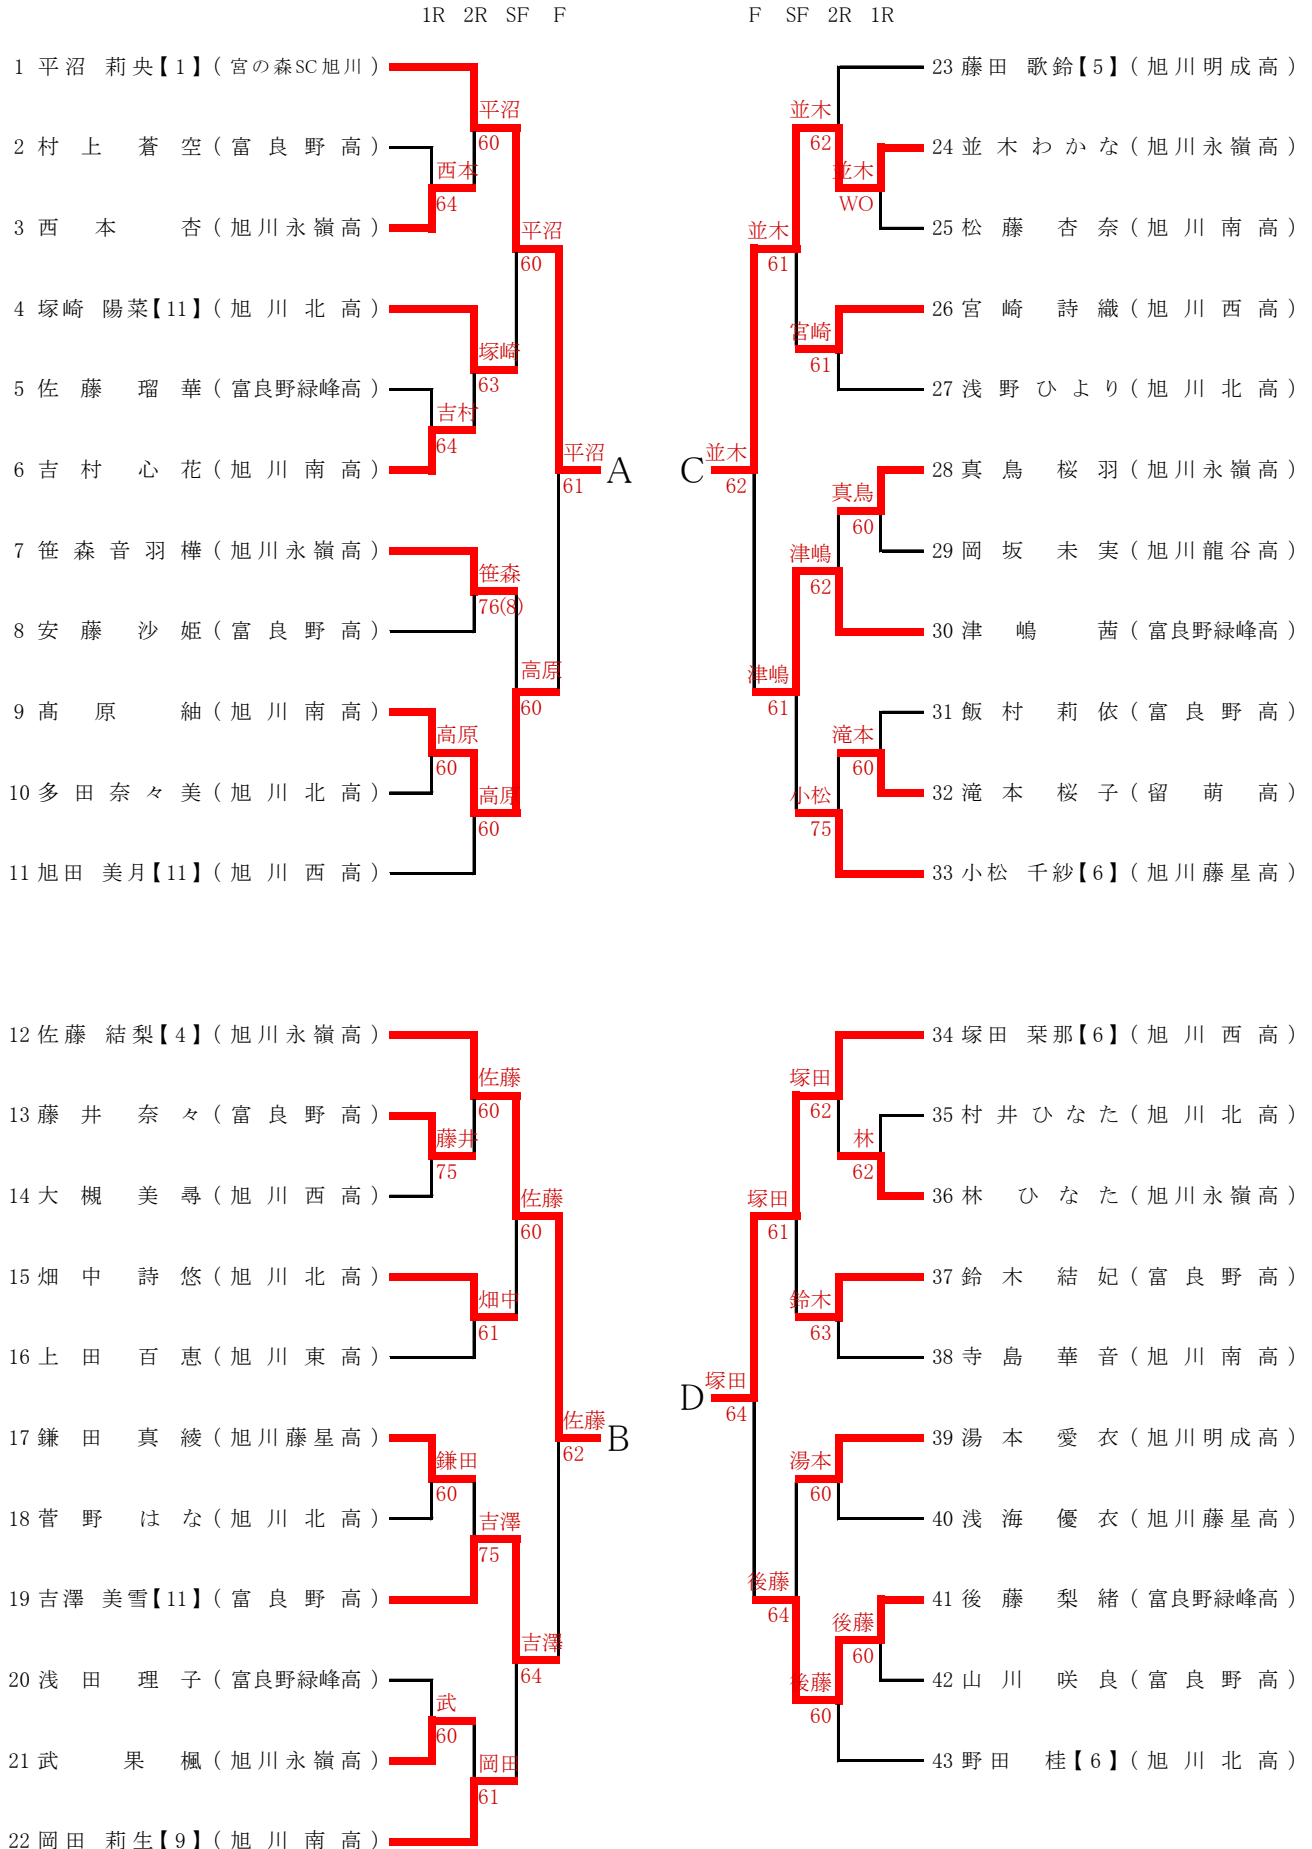 1R 2R SF F
1 平沼 莉央【1】(宮の森SC旭川)
平沼
60
2 村上 蒼空(富良野高)
西本
64
3 西本 杏(旭川永嶺高)
平沼
60
4 塚崎 陽菜【11】(旭川北高)
塚崎
63
5 佐藤 瑠華(富良野緑峰高)
吉村
64
6 吉村 心花(旭川南高)
平沼
61
A
7 笹森音羽樺(旭川永嶺高)
笹森
76(8)
8 安藤 沙姫(富良野高)
高原
60
9 髙原 紬(旭川南高)
高原
60
10 多田奈々美(旭川北高)
高原
60
11 旭田 美月【11】(旭川西高)
12 佐藤 結梨【4】(旭川永嶺高)
佐藤
60
13 藤井 奈々(富良野高)
藤井
75
14 大槻 美尋(旭川西高)
佐藤
60
15 畑中 詩悠(旭川北高)
畑中
61
16 上田 百恵(旭川東高)
佐藤
62
B
17 鎌田 真綾(旭川藤星高)
鎌田
60
18 菅野 はな(旭川北高)
吉澤
75
19 吉澤 美雪【11】(富良野高)
吉澤
64
20 浅田 理子(富良野緑峰高)
武
60
21 武 果楓(旭川永嶺高)
岡田
61
22 岡田 莉生【9】(旭川南高)
F SF 2R 1R
23 藤田 歌鈴【5】(旭川明成高)
並木
62
24 並木わかな(旭川永嶺高)
並木
WO
25 松藤 杏奈(旭川南高)
並木
61
26 宮崎 詩織(旭川西高)
宮崎
61
27 浅野ひより(旭川北高)
C
並木
62
28 真鳥 桜羽(旭川永嶺高)
真鳥
60
29 岡坂 未実(旭川龍谷高)
津嶋
62
30 津嶋 茜(富良野緑峰高)
津嶋
61
31 飯村 莉依(富良野高)
滝本
60
32 滝本 桜子(留萌高)
小松
75
33 小松 千紗【6】(旭川藤星高)
34 塚田 栞那【6】(旭川西高)
塚田
62
35 村井ひなた(旭川北高)
林
62
36 林 ひなた(旭川永嶺高)
塚田
61
37 鈴木 結妃(富良野高)
鈴木
63
38 寺島 華音(旭川南高)
D
塚田
64
39 湯本 愛衣(旭川明成高)
湯本
60
40 浅海 優衣(旭川藤星高)
後藤
64
41 後藤 梨緒(富良野緑峰高)
後藤
60
42 山川 咲良(富良野高)
後藤
60
43 野田 桂【6】(旭川北高)